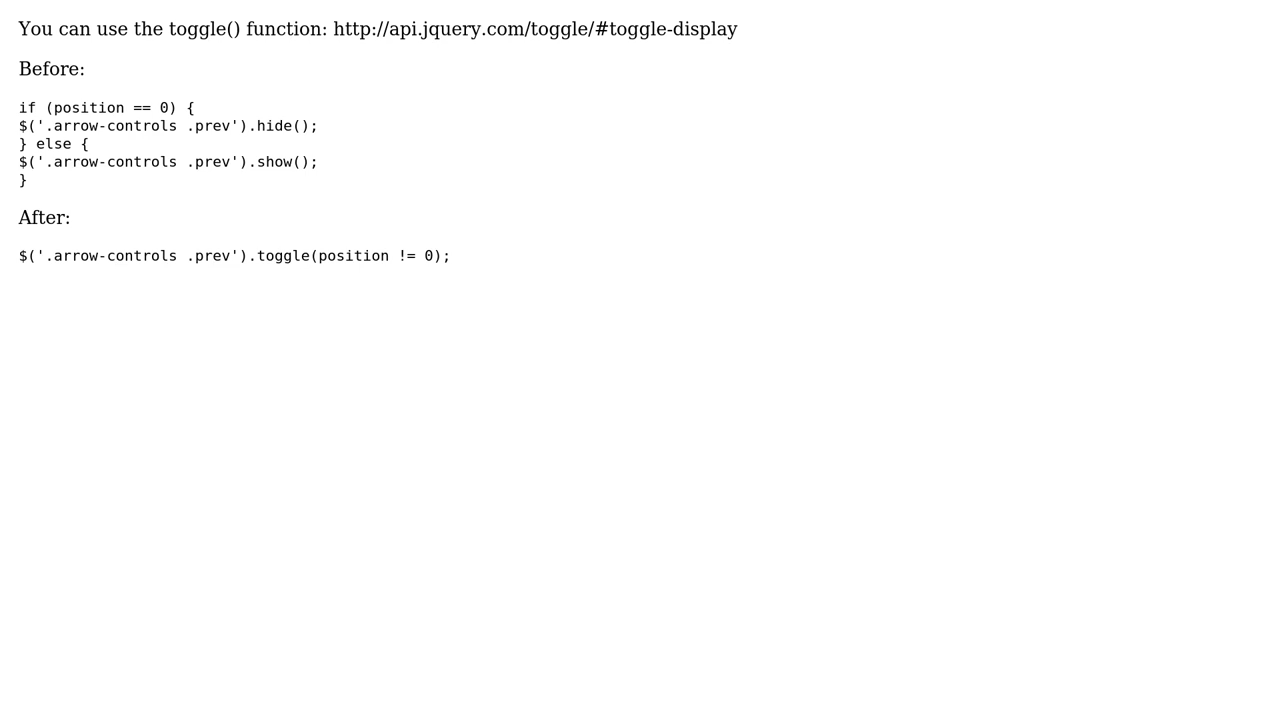 You can use the toggle() function: http://api.jquery.com/toggle/#toggle-display
Before:
if (position == 0) {
$('.arrow-controls .prev').hide();
} else {
$('.arrow-controls .prev').show();
}
After:
$('.arrow-controls .prev').toggle(position != 0);